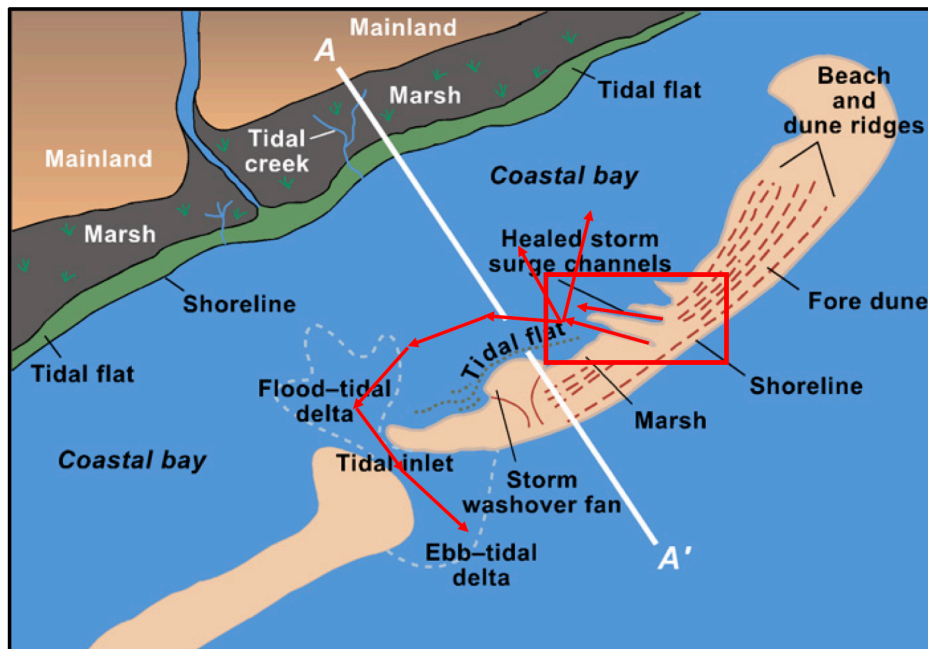 Mainland
A
Marsh
Tidal flat
Beach
and
dune ridges
Tidal
creek
Mainland
Coastal bay
Marsh
Healed storm
surge channels
Shoreline
Fore dune
Tidal flat
Tidal flat
Shoreline
Flood–tidal
delta
Marsh
Coastal bay
Tidal inlet
Storm
washover fan
Ebb–tidal
delta
A'